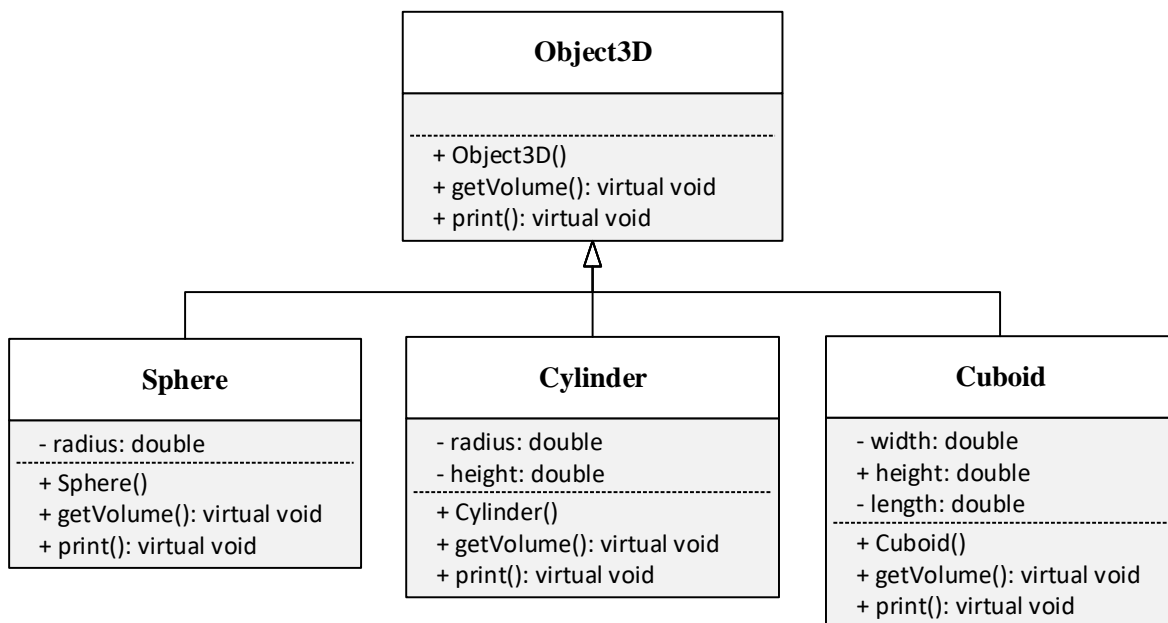 Object3D
+ Object3D()
+ getVolume(): virtual void
+ print(): virtual void
Sphere
- radius: double
+ Sphere()
+ getVolume(): virtual void
+ print(): virtual void
Cylinder
- radius: double
- height: double
+ Cylinder()
+ getVolume(): virtual void
+ print(): virtual void
Cuboid
- width: double
+ height: double
- length: double
+ Cuboid()
+ getVolume(): virtual void
+ print(): virtual void